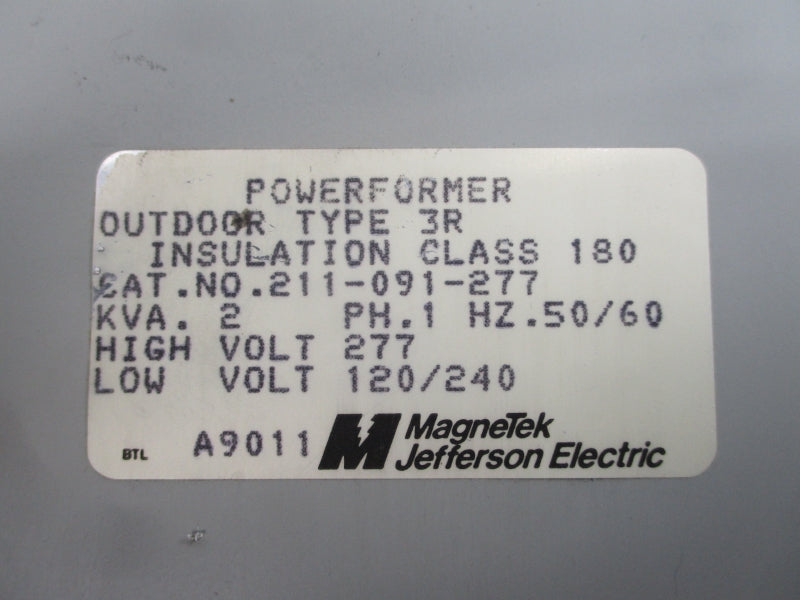 POWERFORMER
OUTDOOR TYPE 3R
INSULATION CLASS 180
CAT.NO.211-091-277
KVA. 2 PH.1 HZ.50/60
HIGH VOLT 277
LOW VOLT 120/240
BTL A9011 MagneTek
Jefferson Electric